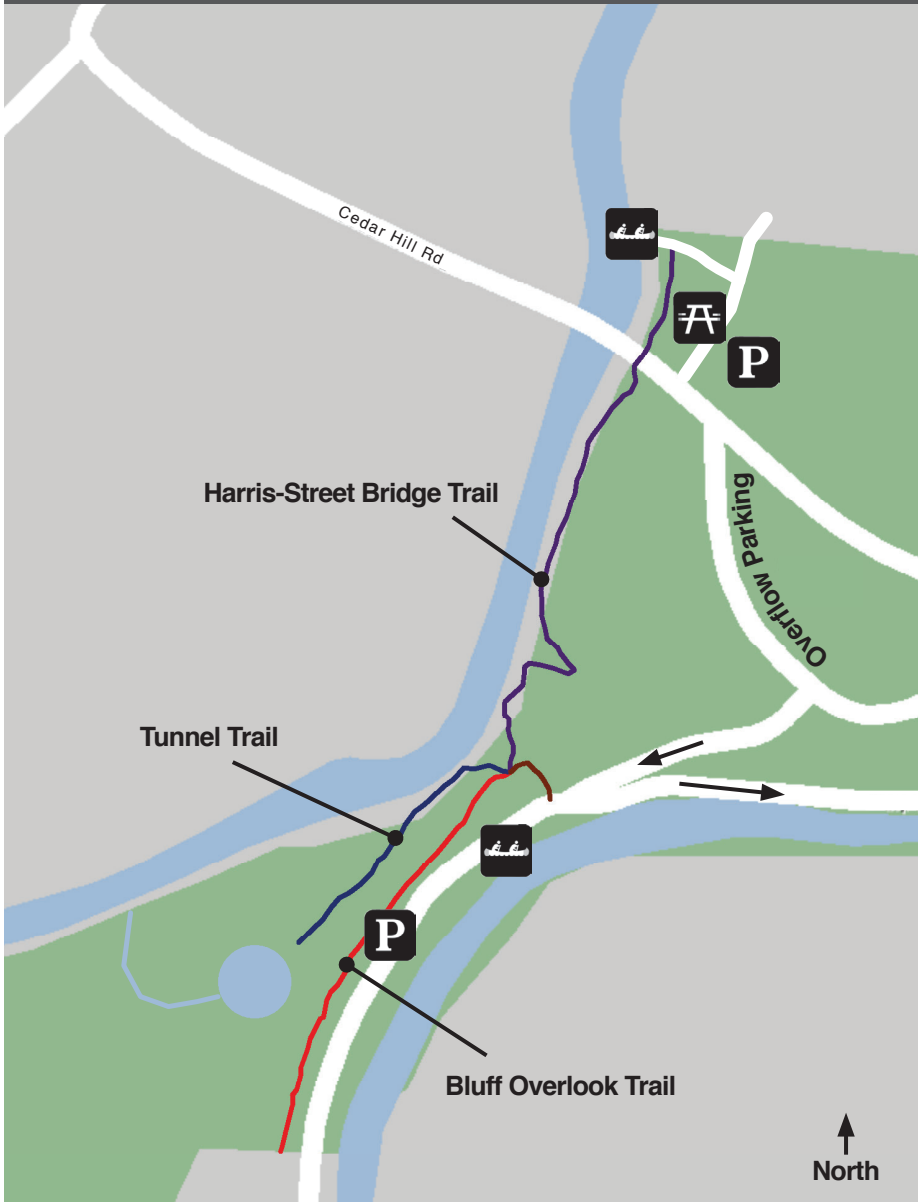 Cedar Hill Rd
P
Harris-Street Bridge Trail
Overflow Parking
Tunnel Trail
P
Bluff Overlook Trail
North